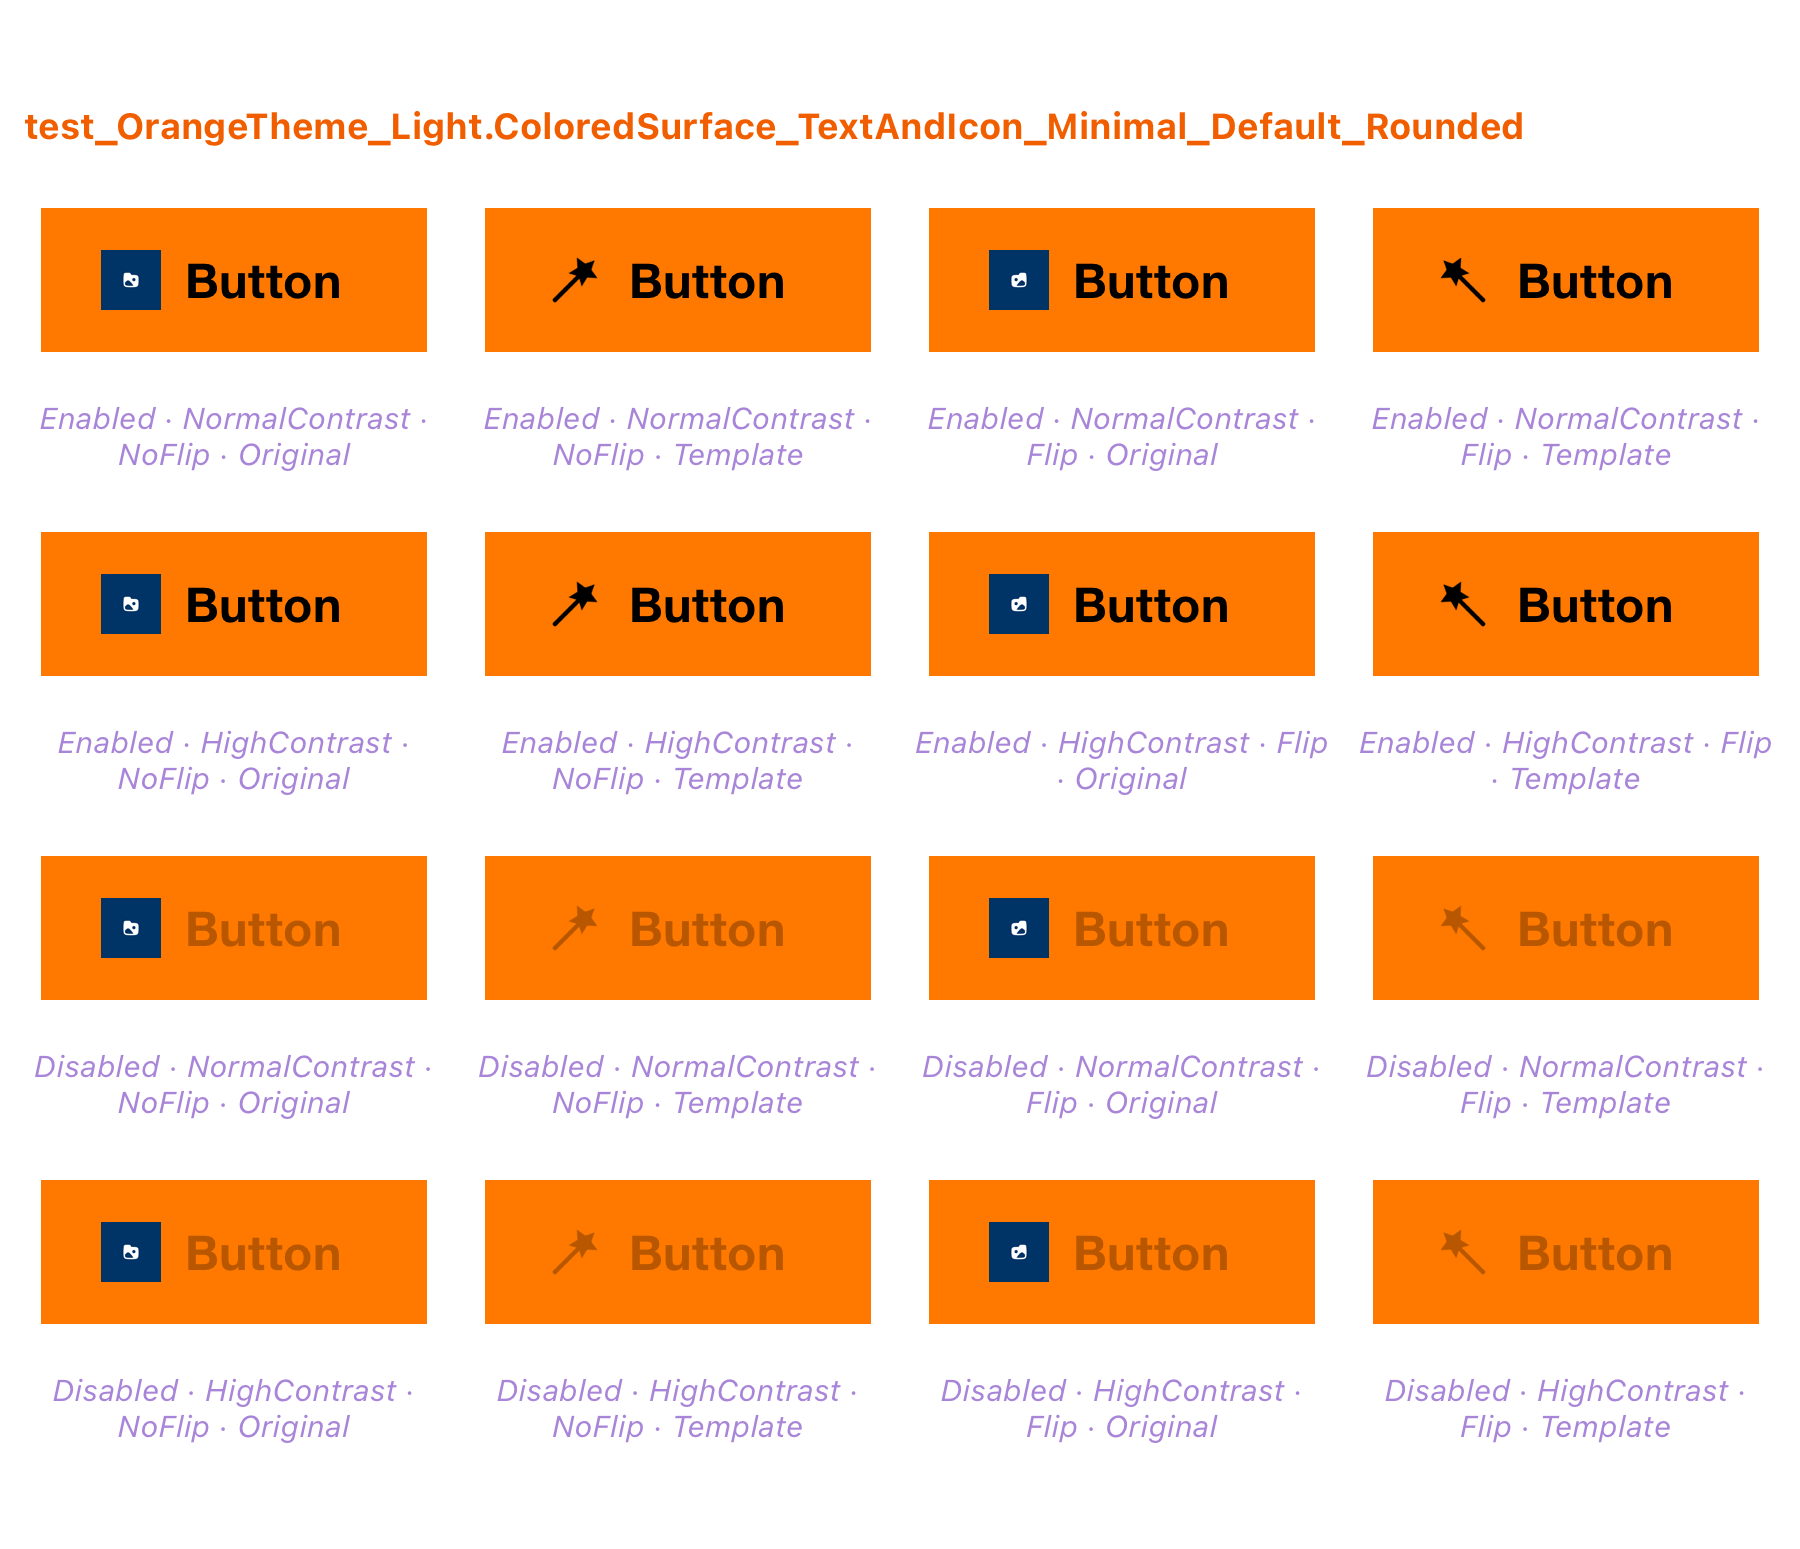 test_OrangeTheme_Light.ColoredSurface_TextAndIcon_Minimal_Default_Rounded
Button
Button
Button
Button
Enabled · NormalContrast ·
NoFlip · Original
Enabled · NormalContrast ·
NoFlip · Template
Enabled · NormalContrast ·
Flip · Original
Enabled · NormalContrast ·
Flip · Template
Button
Button
Button
Button
Enabled · HighContrast ·
NoFlip · Original
Enabled · HighContrast ·
NoFlip · Template
Enabled · HighContrast · Flip
· Original
Enabled · HighContrast · Flip
· Template
Button
Button
Button
Button
Disabled · NormalContrast ·
NoFlip · Original
Disabled · NormalContrast ·
NoFlip · Template
Disabled · NormalContrast ·
Flip · Original
Disabled · NormalContrast ·
Flip · Template
Button
Button
Button
Button
Disabled · HighContrast ·
NoFlip · Original
Disabled · HighContrast ·
NoFlip · Template
Disabled · HighContrast ·
Flip · Original
Disabled · HighContrast ·
Flip · Template